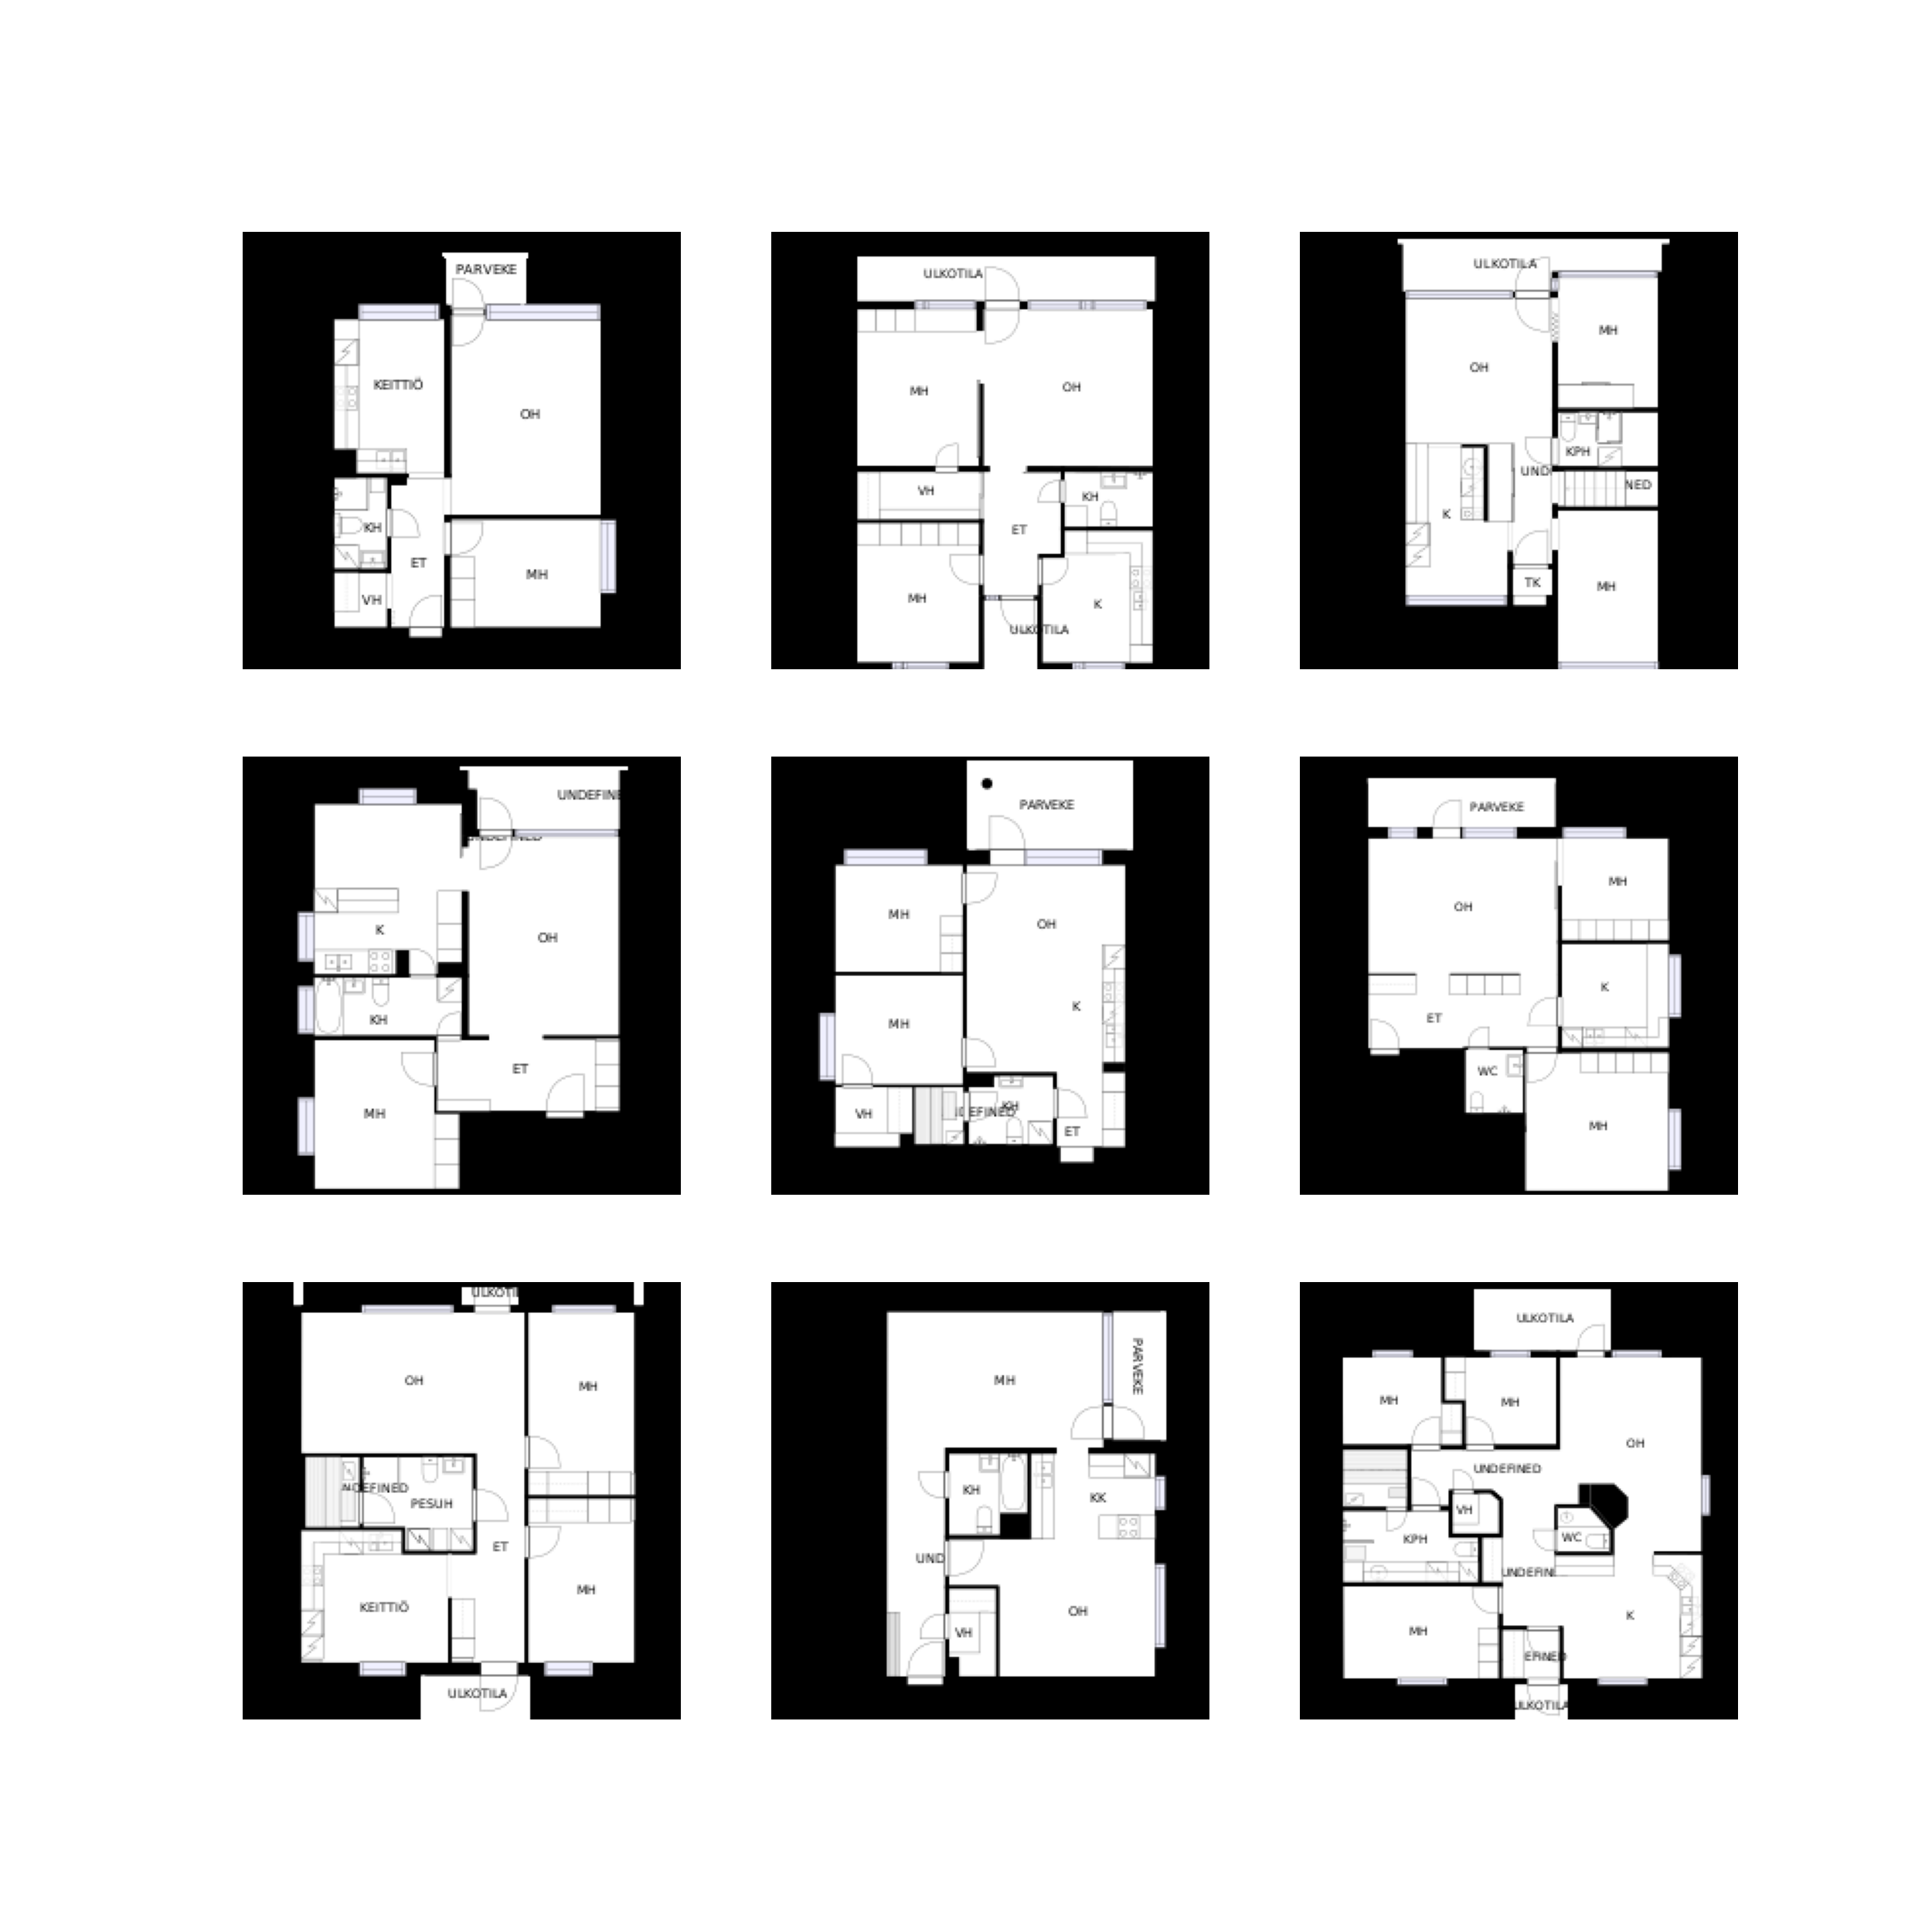 PARVEKE
KEITTIÖ
OH
KH
ET
MH
VH
ULKOTILA
MH
OH
VH
KH
ET
MH
K
ULKOTILA
ULKOTILA
MH
OH
KPH
UND
NED
K
TK
MH
UNDEFINE
UNDEFINED
K
OH
KH
ET
MH
PARVEKE
MH
OH
K
MH
VH
DEFINED
KH
ET
PARVEKE
MH
OH
K
ET
WC
MH
ULKOTI
OH
MH
DEFINED
PESUH
ET
MH
KEITTIÖ
ULKOTILA
PARVEKE
MH
KH
KK
UND
OH
VH
ULKOTILA
MH
MH
OH
UNDEFINED
VH
KPH
WC
UNDEFIN
K
MH
EFINED
ULKOTILA